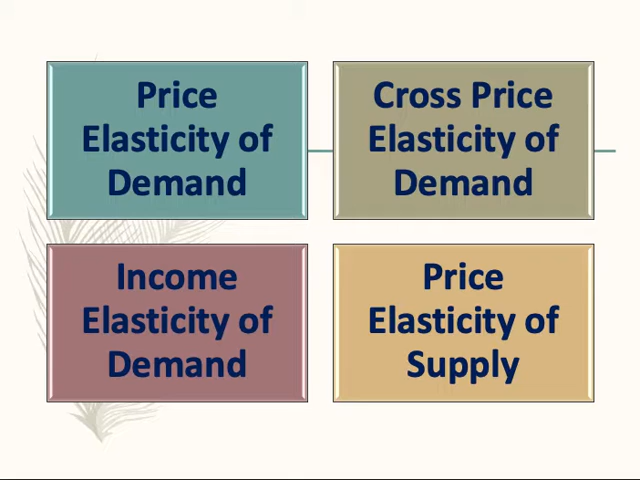 Price
Elasticity of
Demand
Cross Price
Elasticity of
Demand
Income
Elasticity of
Demand
Price
Elasticity of
Supply